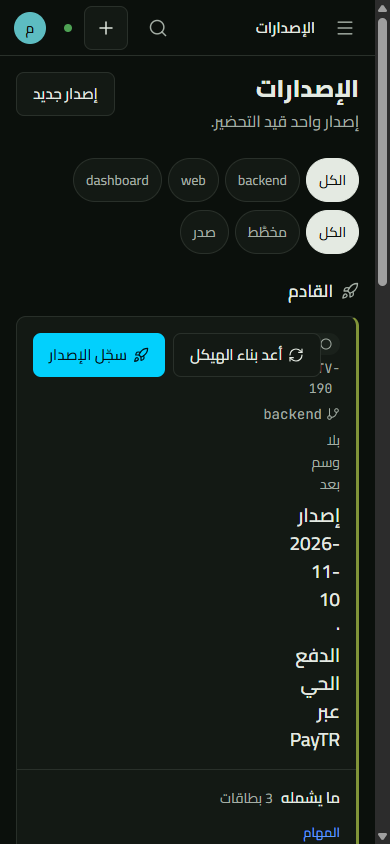 الإصدارات
م
الإصدارات
إصدار جديد
إصدار واحد قيد التحضير.
الكل
backend
web
dashboard
الكل
مخطَّط
صدر
القادم
أعد بناء الهيكل
سجّل الإصدار
190
backend
بلا
وسم
بعد
إصدار
2026-
11-
10
·
الدفع
الحي
عبر
PayTR
ما يشمله 3 بطاقات
المهام